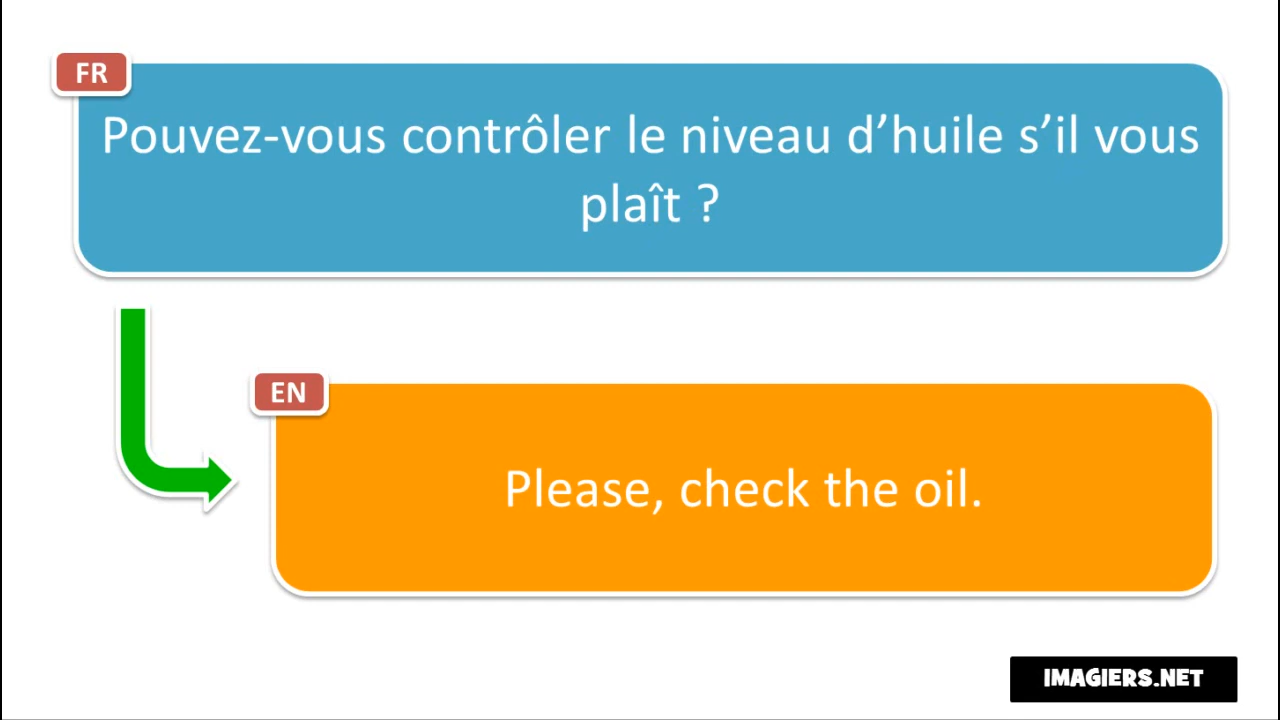 FR
Pouvez-vous contrôler le niveau d’huile s’il vous
plaît ?
EN
Please, check the oil.
IMAGIERS.NET